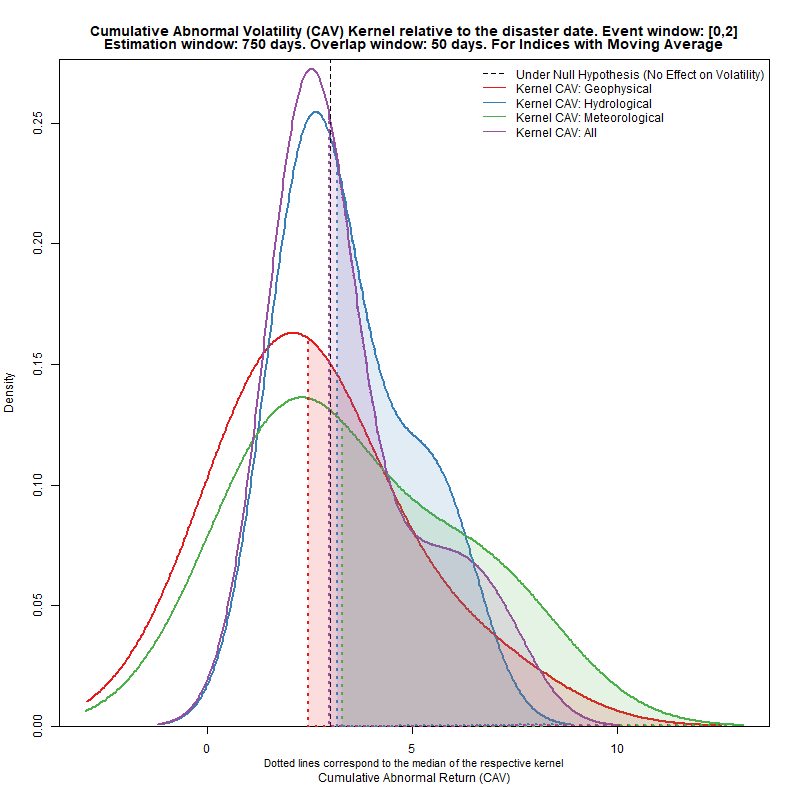 Cumulative Abnormal Volatility (CAV) Kernel relative to the disaster date. Event window: [0,2]
Estimation window: 750 days. Overlap window: 50 days. For Indices with Moving Average
Under Null Hypothesis (No Effect on Volatility)
Kernel CAV: Geophysical
Kernel CAV: Hydrological
Kernel CAV: Meteorological
Kernel CAV: All
0.25
0.20
0.15
0.10
0.05
0.00
Density
0 5 10
Dotted lines correspond to the median of the respective kernel
Cumulative Abnormal Return (CAV)